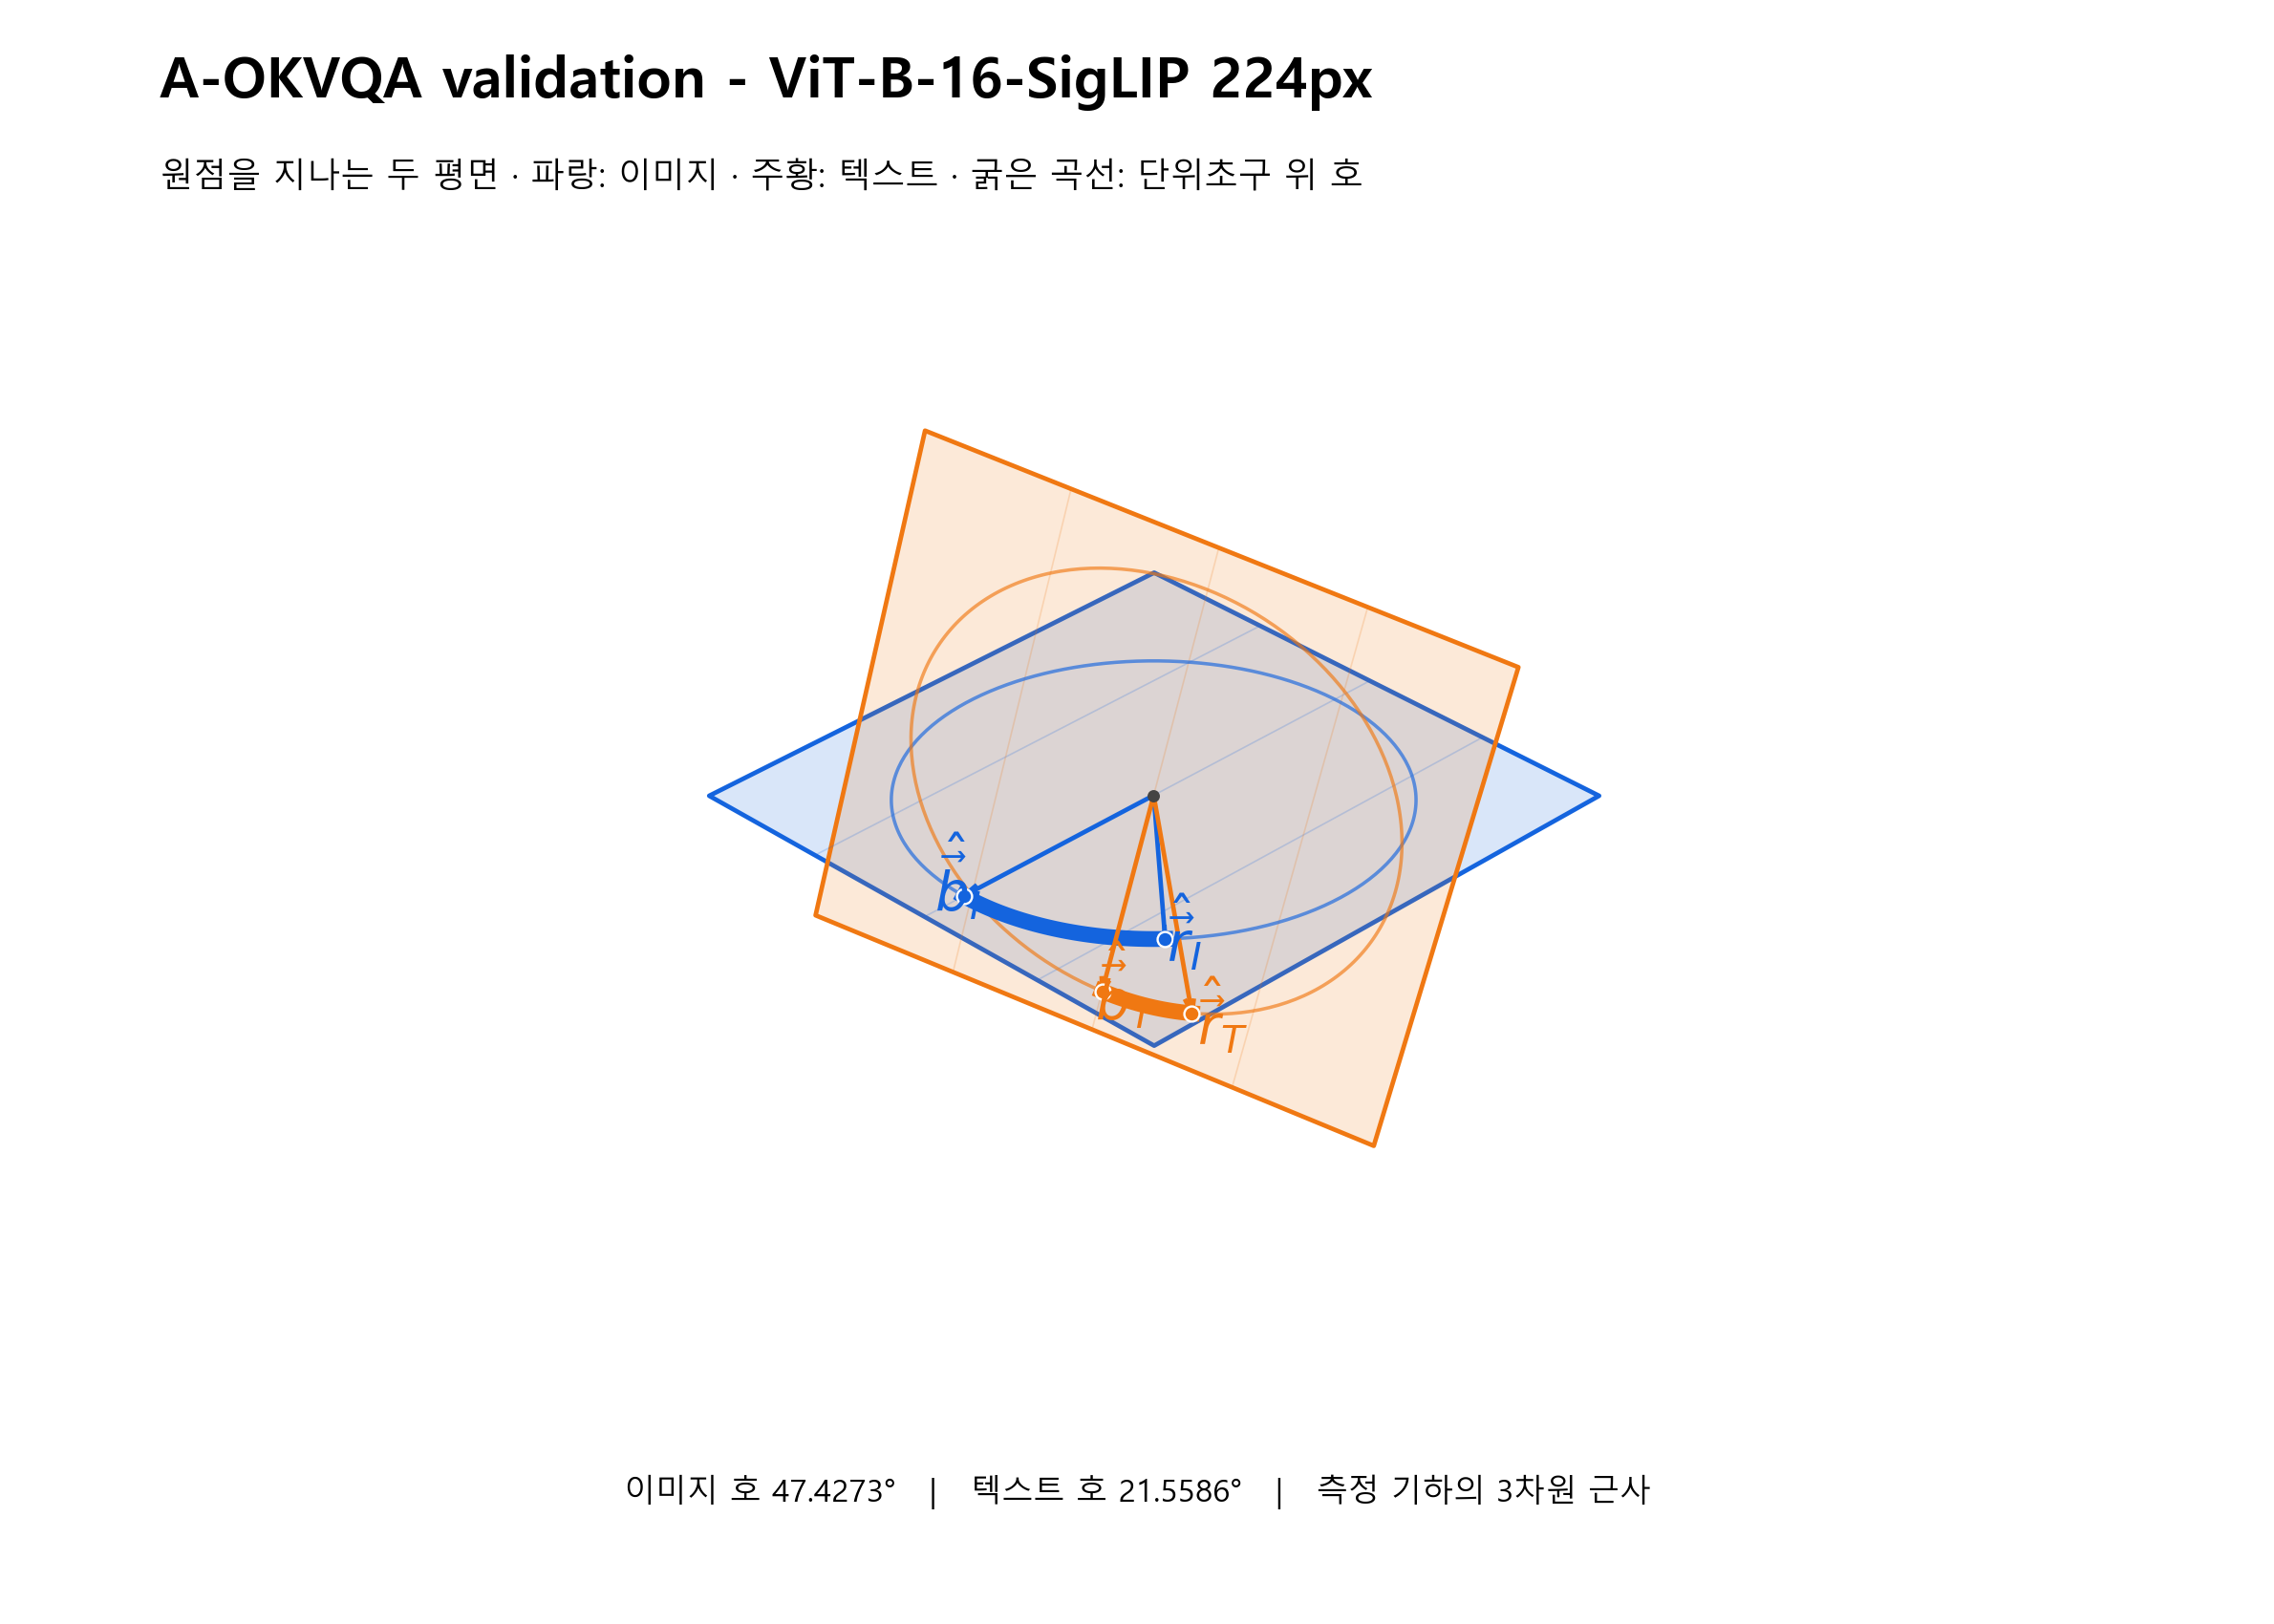 A-OKVQA validation - ViT-B-16-SigLIP 224px
원점을 지나는 두 평면 · 파랑: 이미지 · 주황: 텍스트 · 굵은 곡선: 단위초구 위 호
r̂⃗_I
r̂⃗_T
이미지 호 47.4273° | 텍스트 호 21.5586° | 측정 기하의 3차원 근사